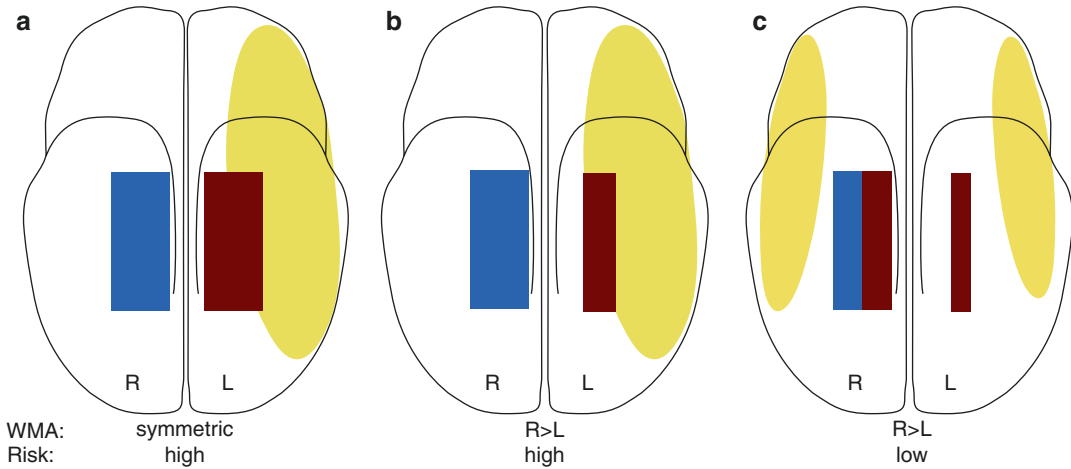 a b c
R L R L R L
WMA: symmetric R>L R>L
Risk: high high low